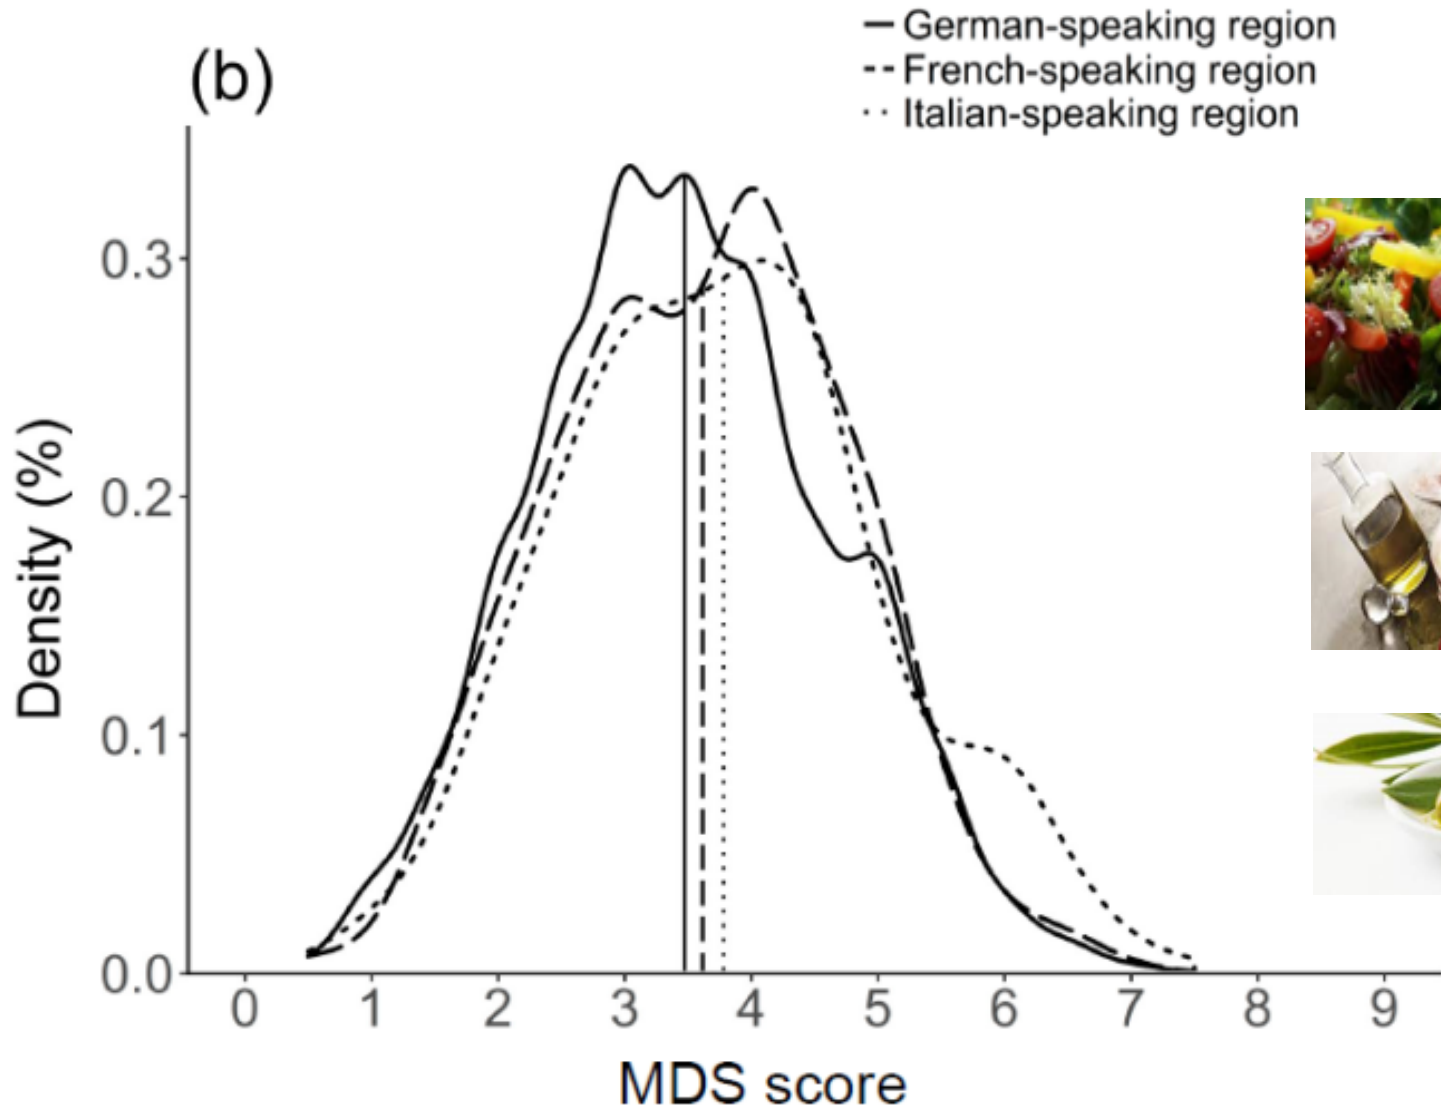 German-speaking region
French-speaking region
Italian-speaking region
(b)
Density (%)
0.3
0.2
0.1
0.0
0 1 2 3 4 5 6 7 8 9
MDS score